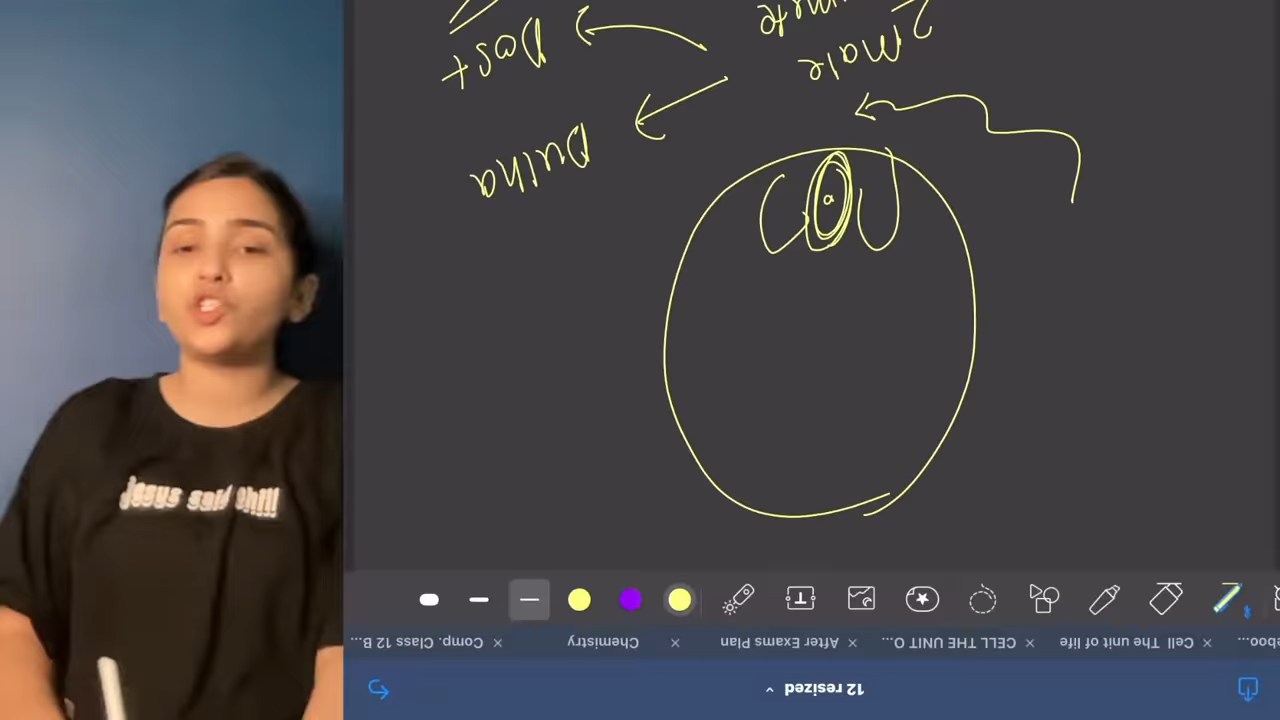 12 resized
Comp. Class 12 B...
Chemistry
After Exams Plan
CELL THE UNIT O...
Cell The unit of life
2 male
Dost
Dulha
jesus said chill